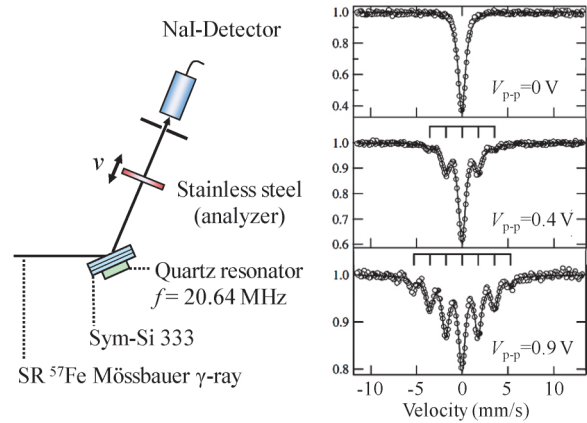 NaI-Detector
v
Stainless steel
(analyzer)
Quartz resonator
f = 20.64 MHz
Sym-Si 333
SR ⁵⁷Fe Mössbauer γ-ray
1.0
0.8
0.6
0.4
Vp-p=0 V
1.0
0.9
0.8
0.7
0.6
Vp-p=0.4 V
1.0
0.9
0.8
Vp-p=0.9 V
-10 -5 0 5 10
Velocity (mm/s)